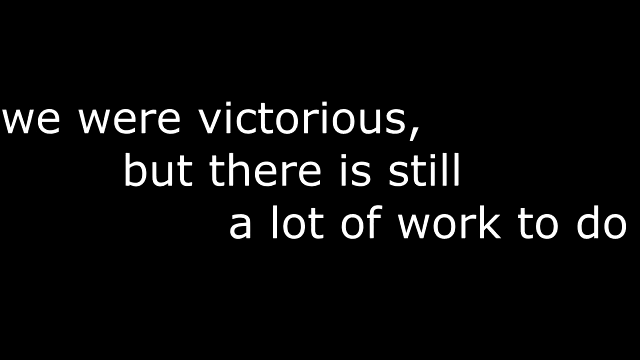 we were victorious,
but there is still
a lot of work to do